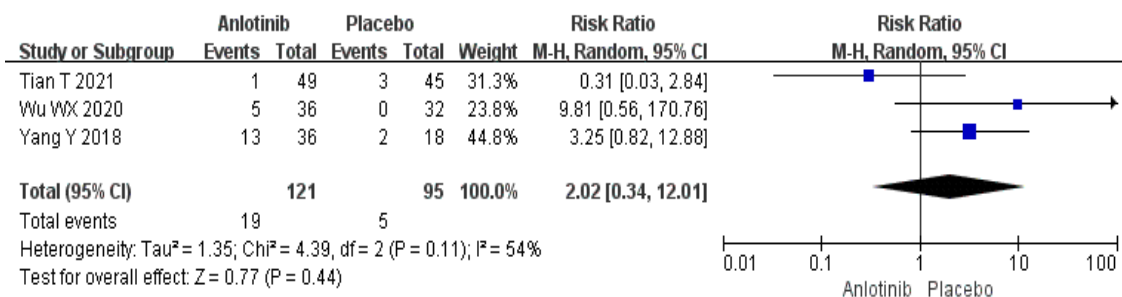 Anlotinib Placebo Risk Ratio Risk Ratio
Study or Subgroup Events Total Events Total Weight M-H, Random, 95% CI M-H, Random, 95% CI
Tian T 2021 1 49 3 45 31.3% 0.31 [0.03, 2.84]
Wu WX 2020 5 36 0 32 23.8% 9.81 [0.56, 170.76]
Yang Y 2018 13 36 2 18 44.8% 3.25 [0.82, 12.88]
Total (95% CI) 121 95 100.0% 2.02 [0.34, 12.01]
Total events 19 5
Heterogeneity: Tau² = 1.35; Chi² = 4.39, df = 2 (P = 0.11); I² = 54%
Test for overall effect: Z = 0.77 (P = 0.44)
0.01 0.1 1 10 100
Anlotinib Placebo